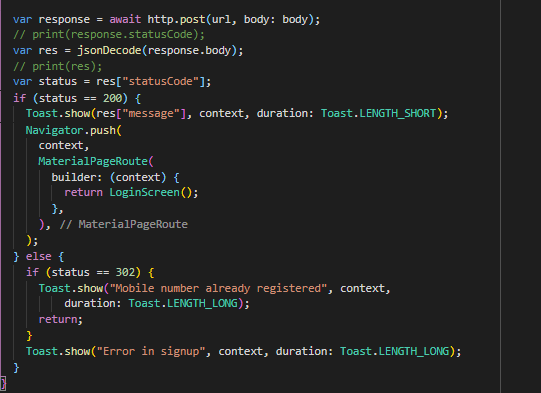 var response = await http.post(url, body: body);
// print(response.statusCode);
var res = jsonDecode(response.body);
// print(res);
var status = res["statusCode"];
if (status == 200) {
Toast.show(res["message"], context, duration: Toast.LENGTH_SHORT);
Navigator.push(
context,
MaterialPageRoute(
builder: (context) {
return LoginScreen();
},
), // MaterialPageRoute
);
} else {
if (status == 302) {
Toast.show("Mobile number already registered", context,
duration: Toast.LENGTH_LONG);
return;
}
Toast.show("Error in signup", context, duration: Toast.LENGTH_LONG);
}
}